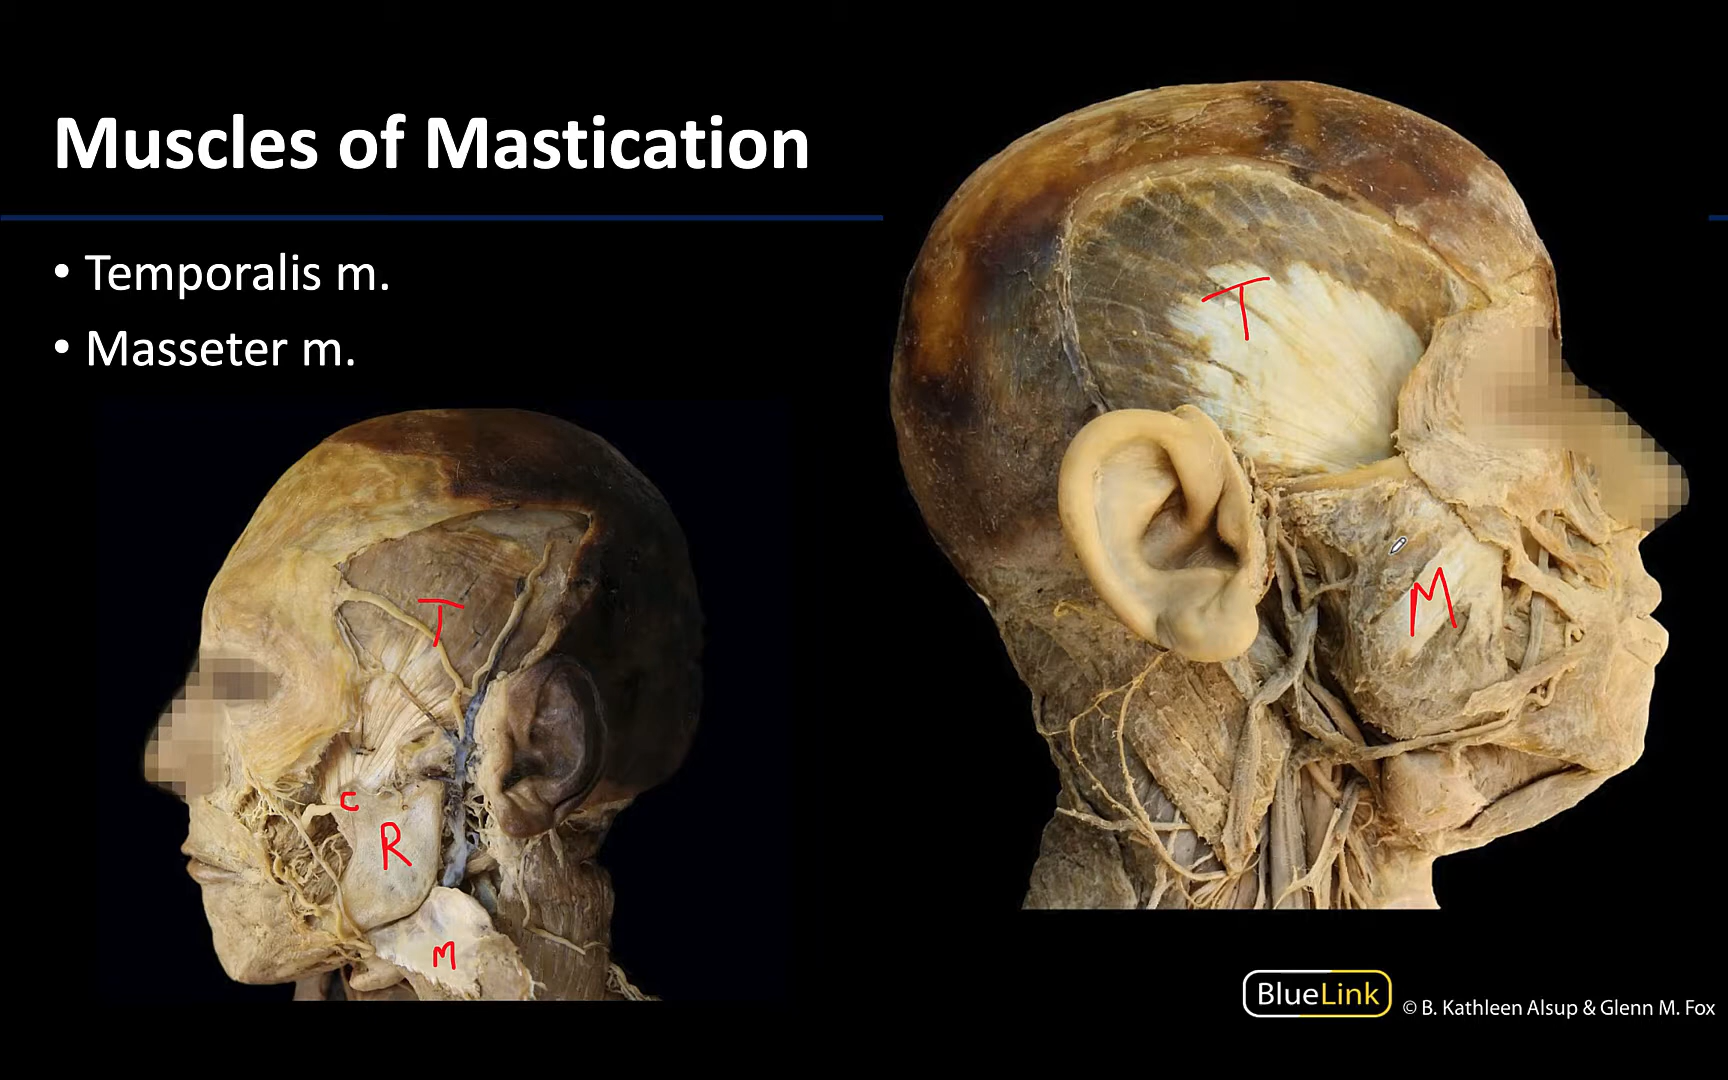 Muscles of Mastication
• Temporalis m.
• Masseter m.
T
M
T
C
R
M
BlueLink
© B. Kathleen Alsup & Glenn M. Fox